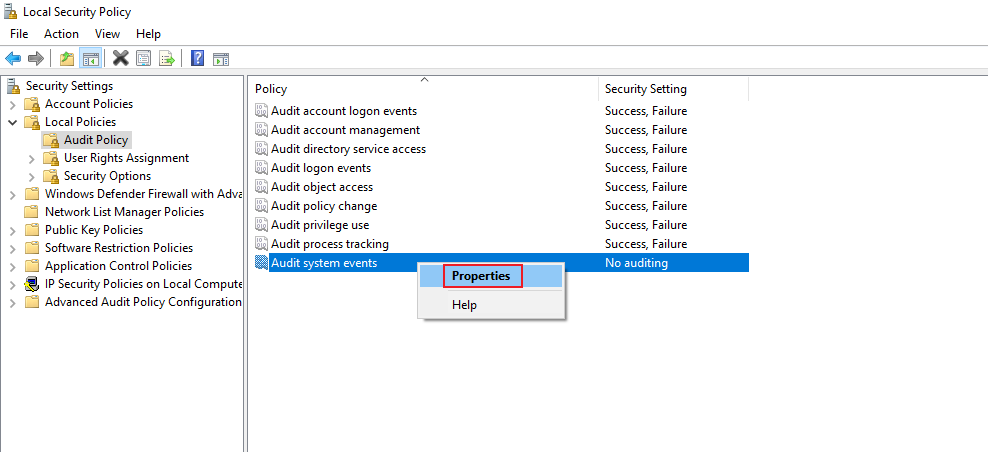 Local Security Policy
File Action View Help
Security Settings
Account Policies
Local Policies
Audit Policy
User Rights Assignment
Security Options
Windows Defender Firewall with Adva
Network List Manager Policies
Public Key Policies
Software Restriction Policies
Application Control Policies
IP Security Policies on Local Compute
Advanced Audit Policy Configuration
Policy Security Setting
Audit account logon events Success, Failure
Audit account management Success, Failure
Audit directory service access Success, Failure
Audit logon events Success, Failure
Audit object access Success, Failure
Audit policy change Success, Failure
Audit privilege use Success, Failure
Audit process tracking Success, Failure
Audit system events No auditing
Properties
Help